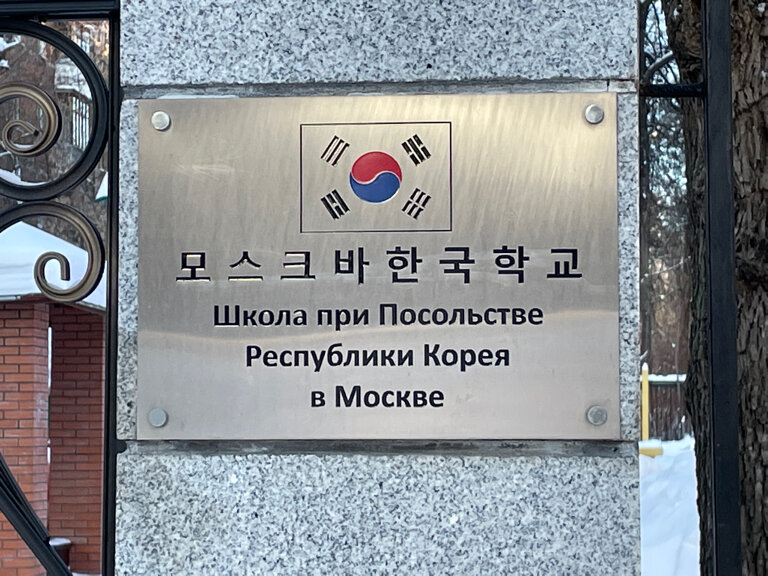 모스크바한국학교
Школа при Посольстве
Республики Корея
в Москве